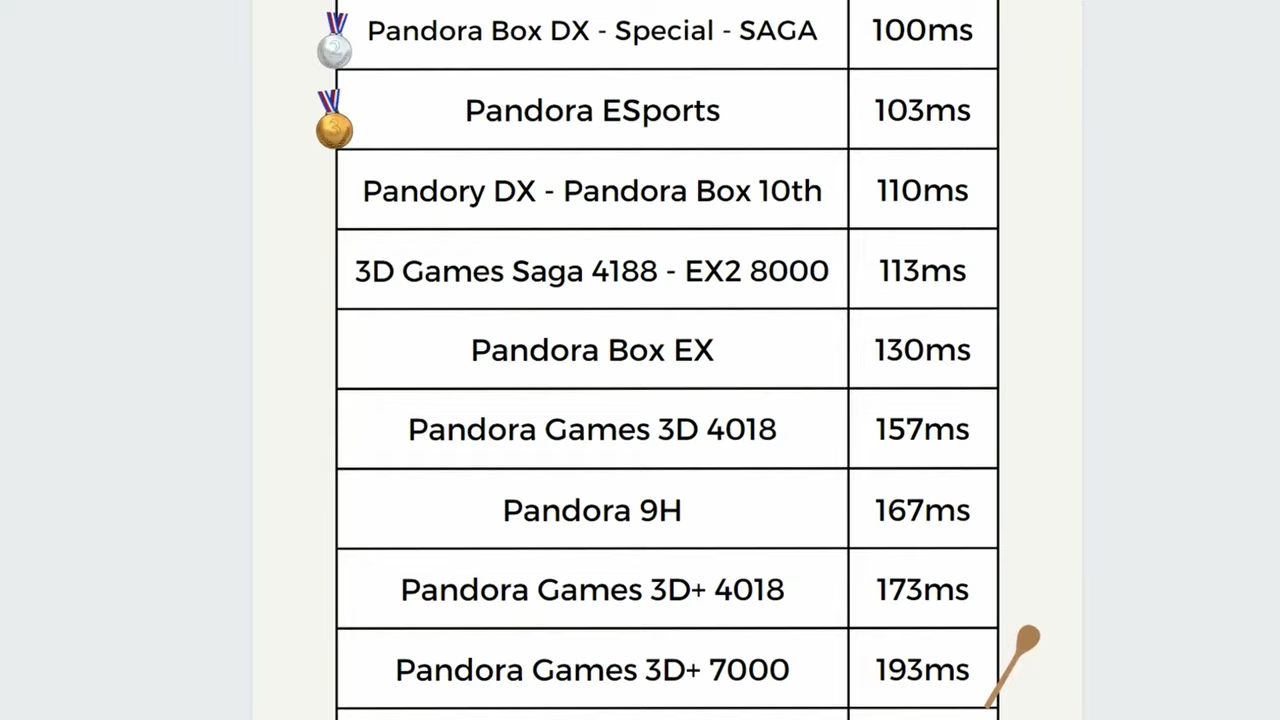 Pandora Box DX - Special - SAGA 100ms
Pandora ESports 103ms
Pandory DX - Pandora Box 10th 110ms
3D Games Saga 4188 - EX2 8000 113ms
Pandora Box EX 130ms
Pandora Games 3D 4018 157ms
Pandora 9H 167ms
Pandora Games 3D+ 4018 173ms
Pandora Games 3D+ 7000 193ms